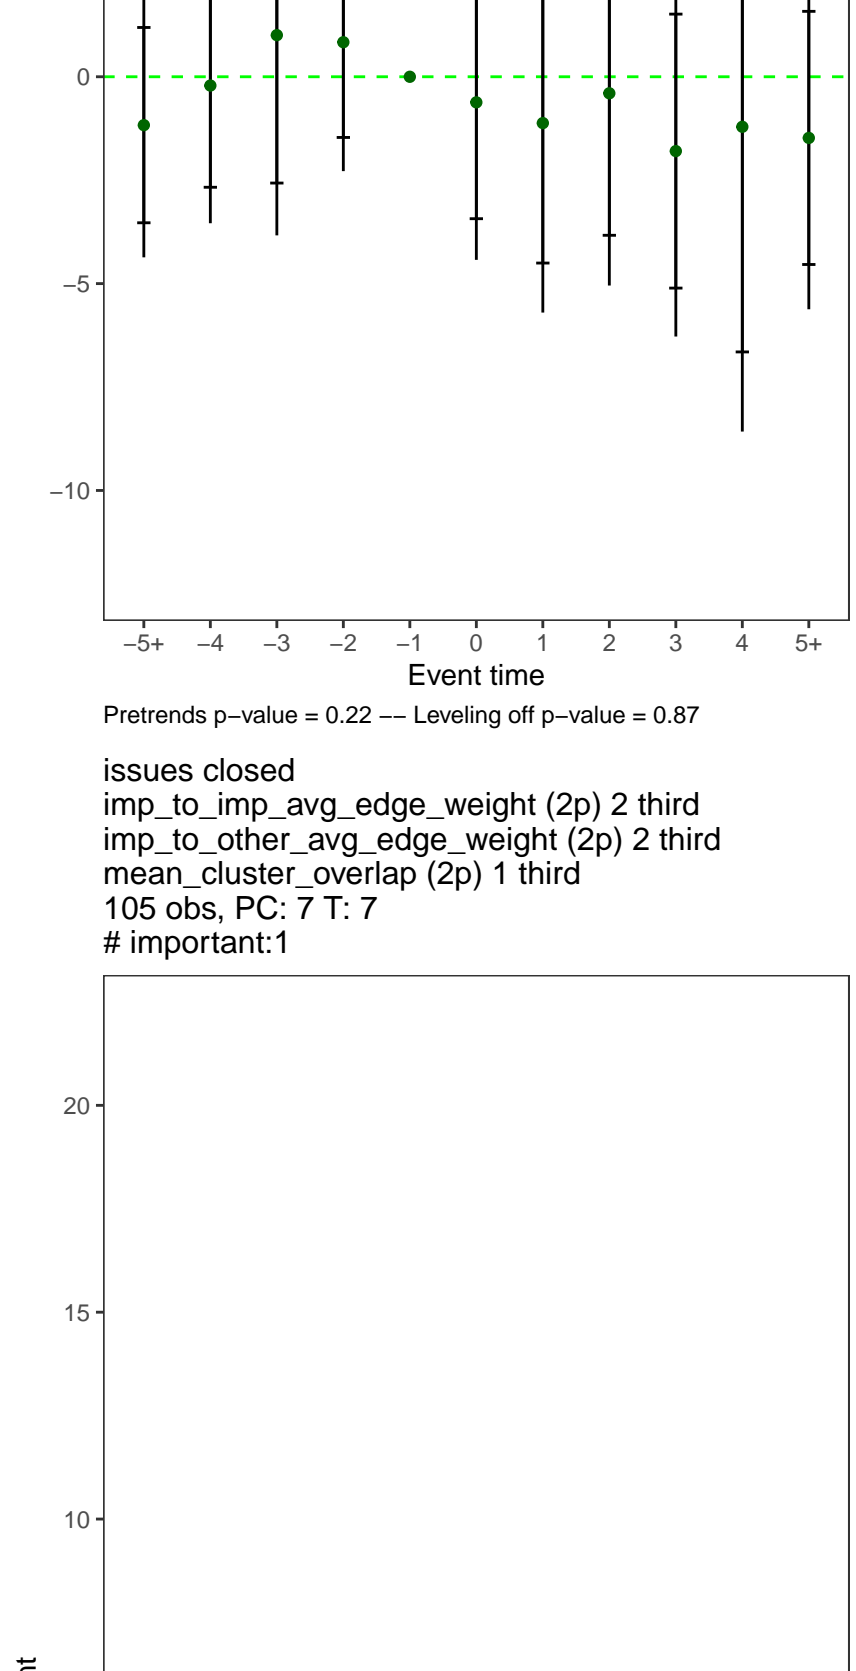 0
−5
−10
−5+ −4 −3 −2 −1 0 1 2 3 4 5+
Event time
Pretrends p−value = 0.22 −− Leveling off p−value = 0.87
issues closed
imp_to_imp_avg_edge_weight (2p) 2 third
imp_to_other_avg_edge_weight (2p) 2 third
mean_cluster_overlap (2p) 1 third
105 obs, PC: 7 T: 7
# important:1
20
15
10